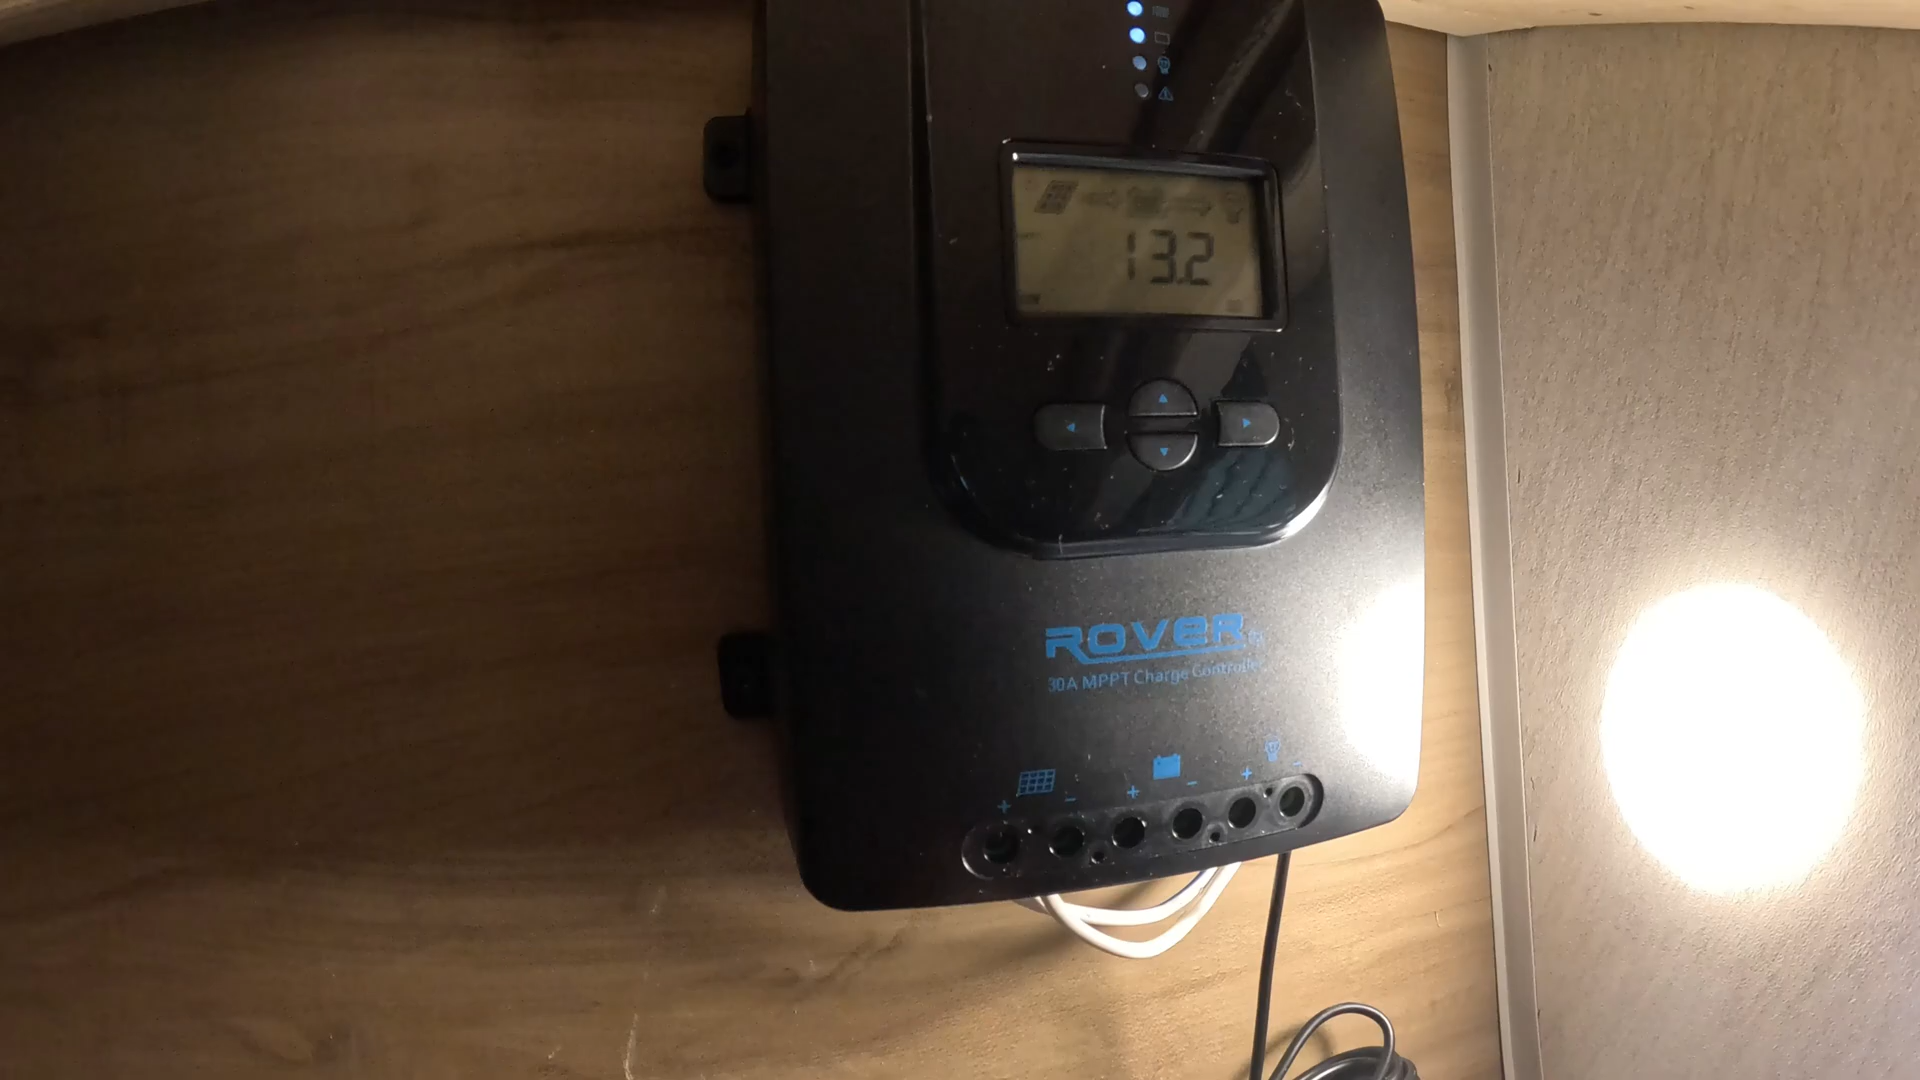 13.2
ROVER
30A MPPT Charge Controller
+ - + - + -